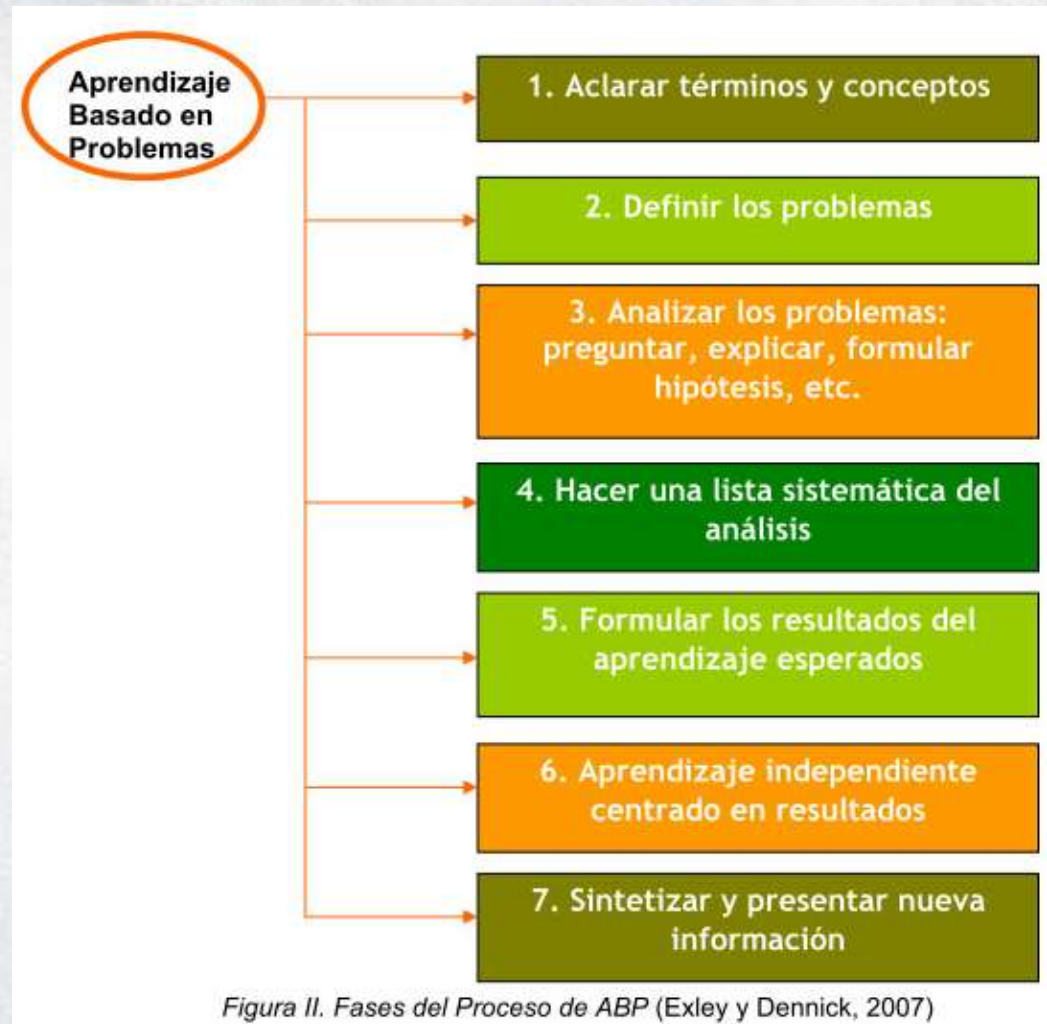 Aprendizaje
Basado en
Problemas
1. Aclarar términos y conceptos
2. Definir los problemas
3. Analizar los problemas:
preguntar, explicar, formular
hipótesis, etc.
4. Hacer una lista sistemática del
análisis
5. Formular los resultados del
aprendizaje esperados
6. Aprendizaje independiente
centrado en resultados
7. Sintetizar y presentar nueva
información
Figura II. Fases del Proceso de ABP (Exley y Dennick, 2007)